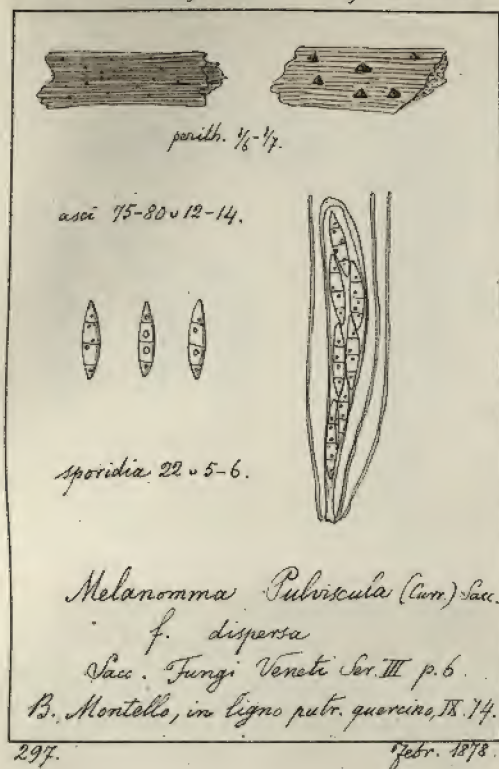 perith. 1/6-1/7.
asci 75-80 v 12-14.
sporidia 22 v 5-6.
Melanomma Pulviscula (Curr.) Sacc.
f. dispersa
Sacc. Fungi Veneti Ser. III p. 6.
B. Montello, in ligno putr. quercino, IX. 74.
297.
Febr. 1878.